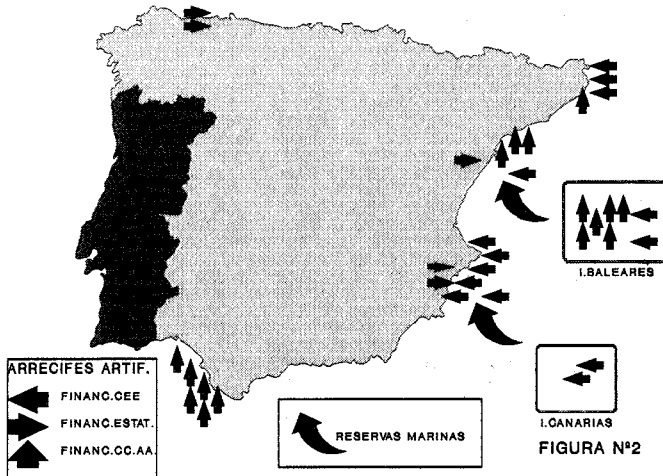 I.BALEARES
ARRECIFES ARTIF.
FINANC.CEE
FINANC.ESTAT.
FINANC.CC.AA.
RESERVAS MARINAS
I.CANARIAS
FIGURA Nº2